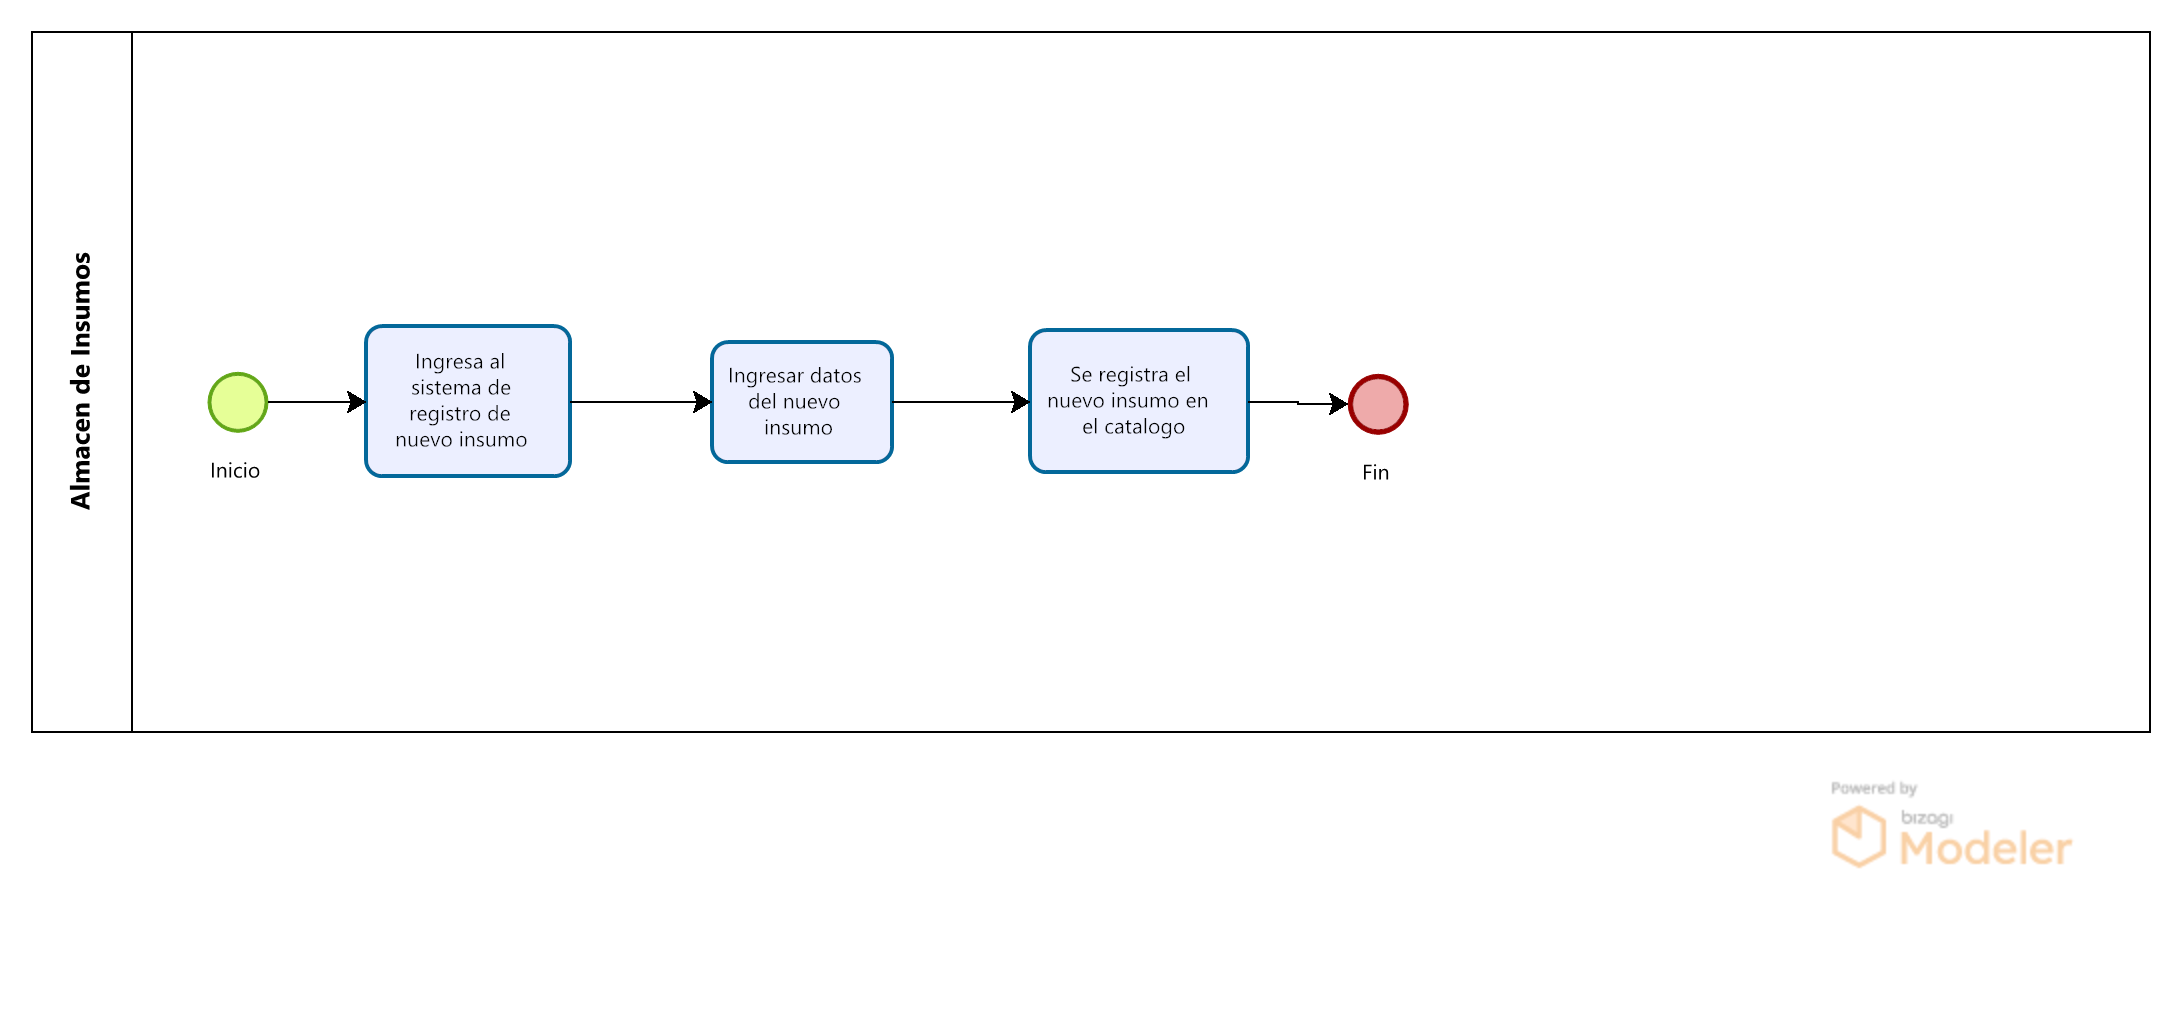 Almacen de Insumos
Inicio
Ingresa al
sistema de
registro de
nuevo insumo
Ingresar datos
del nuevo
insumo
Se registra el
nuevo insumo en
el catalogo
Fin
Powered by
bizagi
Modeler